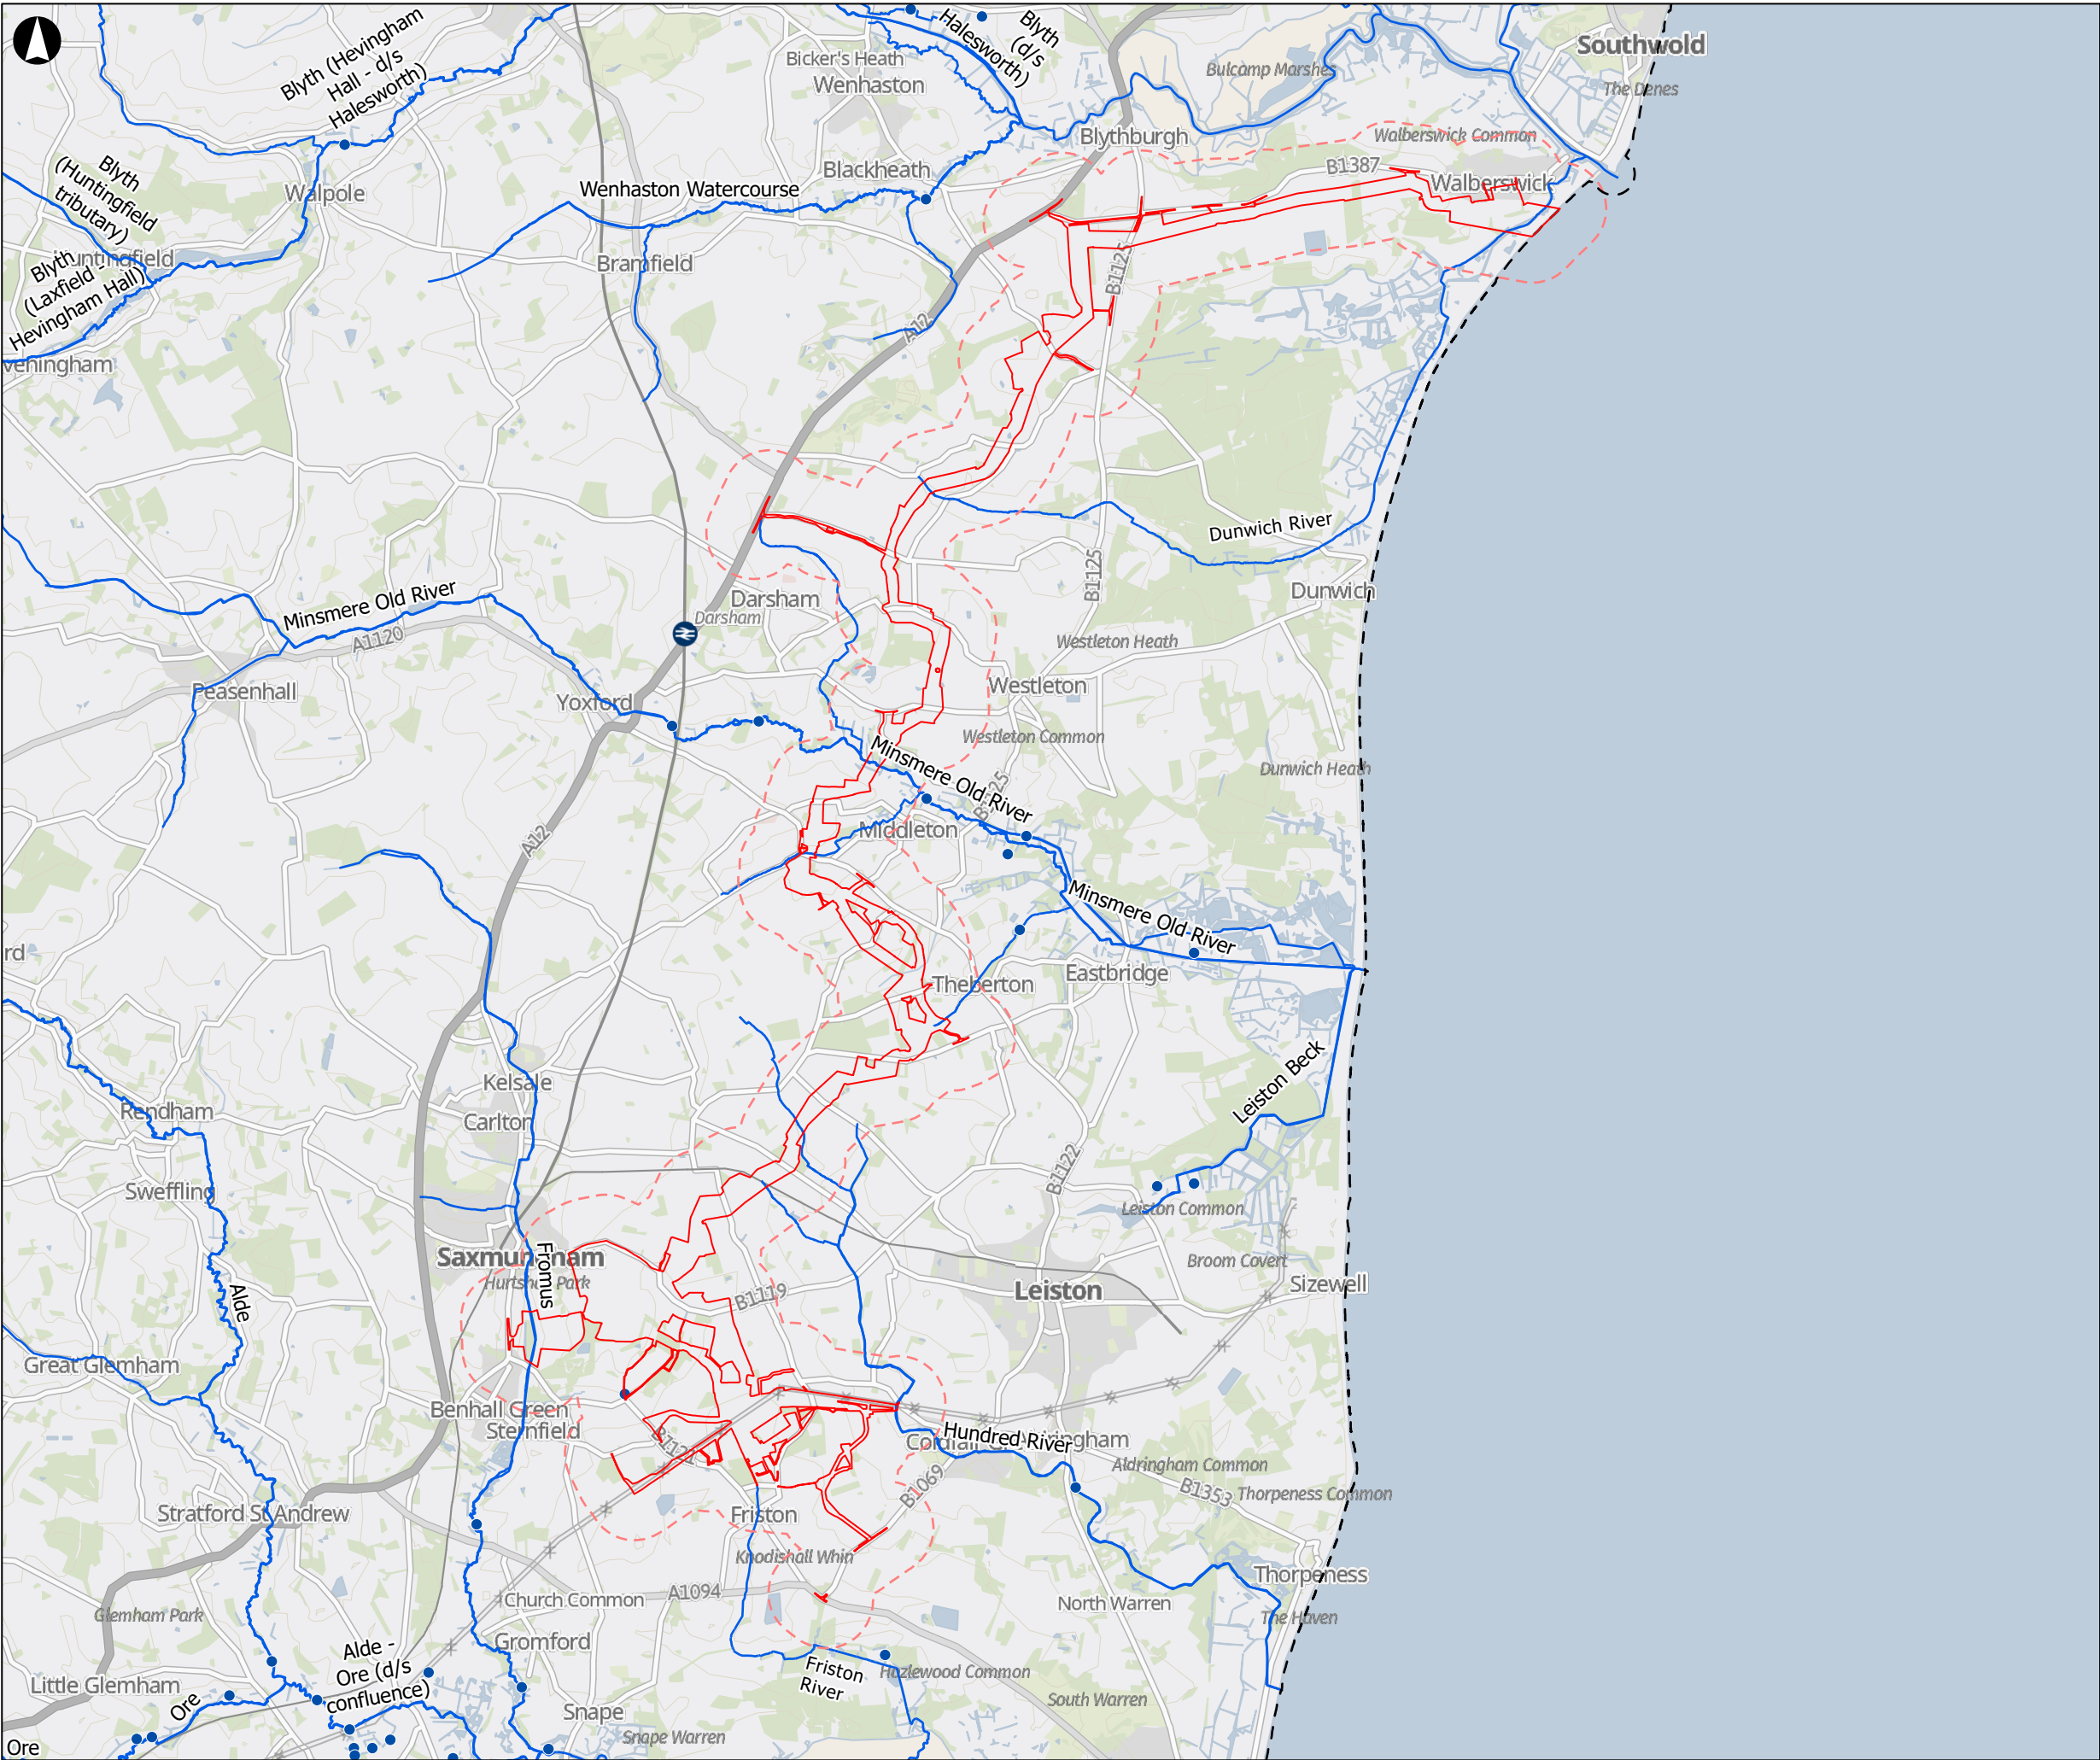 Southwold
The Denes
Blyth (Hevingham
Hall - d/s
Halesworth)
Blyth
(d/s
Halesworth)
Bicker's Heath
Wenhaston
Bulcamp Marshes
Blythburgh
Walberswick Common
B1387
Walberswick
Blackheath
Wenhaston Watercourse
Walpole
Blyth
(Huntingfield
tributary)
Bramfield
B1125
Blyth
(Laxfield -
Hevingham Hall)
A12
Dunwich River
B1125
Dunwich
Minsmere Old River
A1120
Darsham
Darsham
Westleton Heath
Peasenhall
Yoxford
Westleton
Westleton Common
Minsmere Old River
Dunwich Heath
A12
Middleton
Minsmere Old River
rd
Theberton
Eastbridge
Kelsale
Leiston Beck
Rendham
Carlton
B1122
Sweffling
Leiston Common
Saxmundham
Fromus
Broom Covert
Sizewell
Leiston
Alde
B1119
Great Glemham
Benhall Green
Sternfield
Hundred River
Aldringham Common
B1069
B1353
Thorpeness Common
Stratford St Andrew
Friston
Knodishall Whin
Thorpeness
A1094
Church Common
North Warren
Glemham Park
The Haven
Gromford
Alde -
Ore (d/s
confluence)
Friston
River
Hazlewood Common
Little Glemham
Ore
South Warren
Snape
Snape Warren
Ore